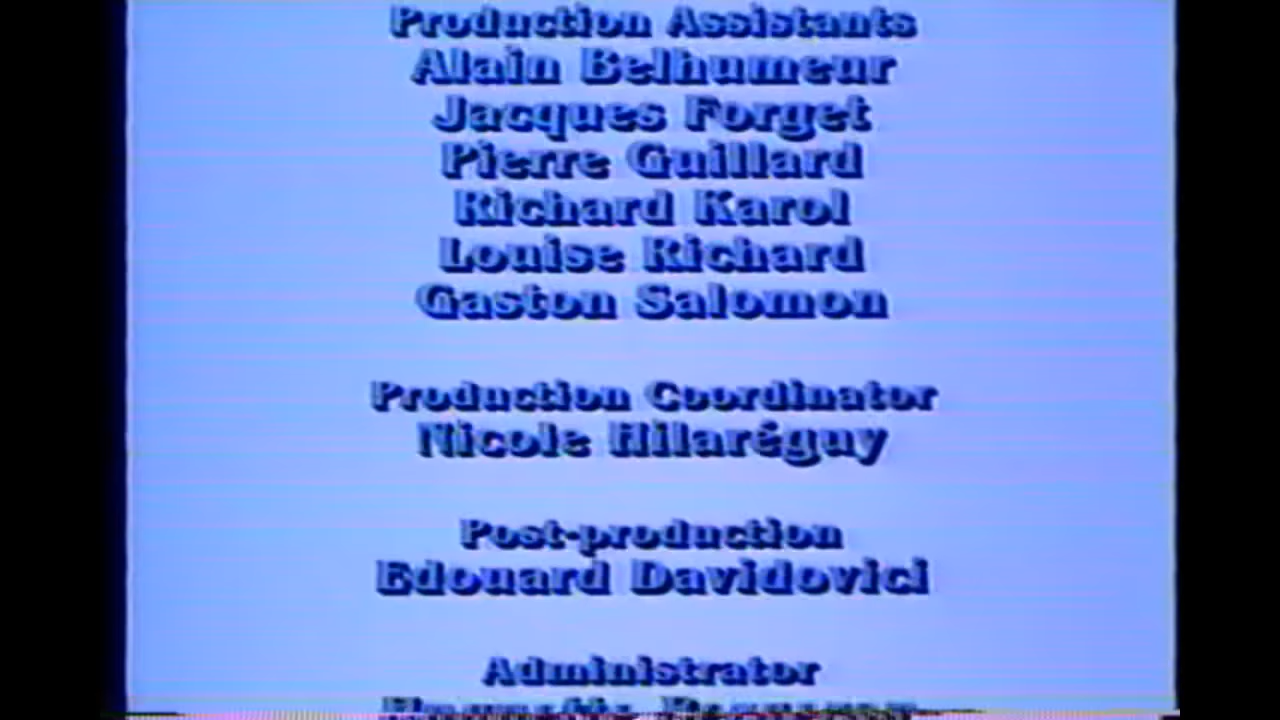 Production Assistants
Alain Belhumeur
Jacques Forget
Pierre Guillard
Richard Karol
Louise Richard
Gaston Salomon
Production Coordinator
Nicole Hilaréguy
Post-production
Edouard Davidovici
Administrator